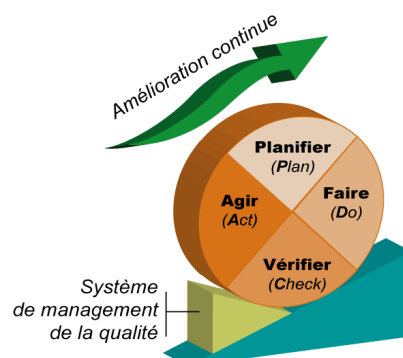 Amélioration continue
Planifier
(Plan)
Faire
(Do)
Agir
(Act)
Vérifier
(Check)
Système
de management
de la qualité